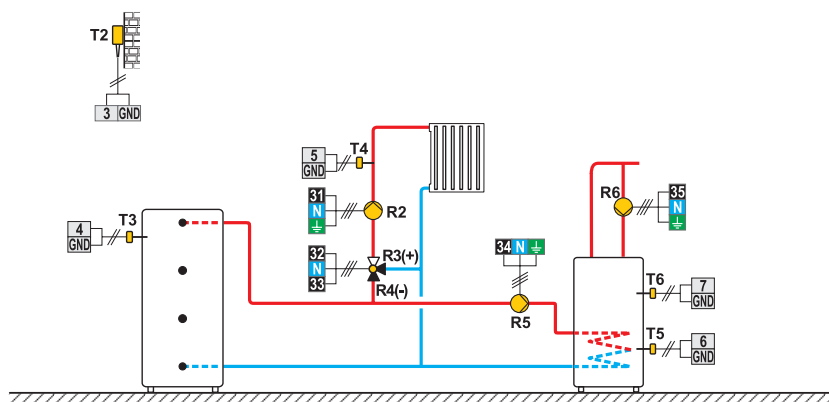 T2
3 GND
5
GND
T4
31
N
R2
R6
35
N
4
GND
T3
32
N
33
R3(+)
R4(-)
34 N
R5
T6
7
GND
T5
6
GND